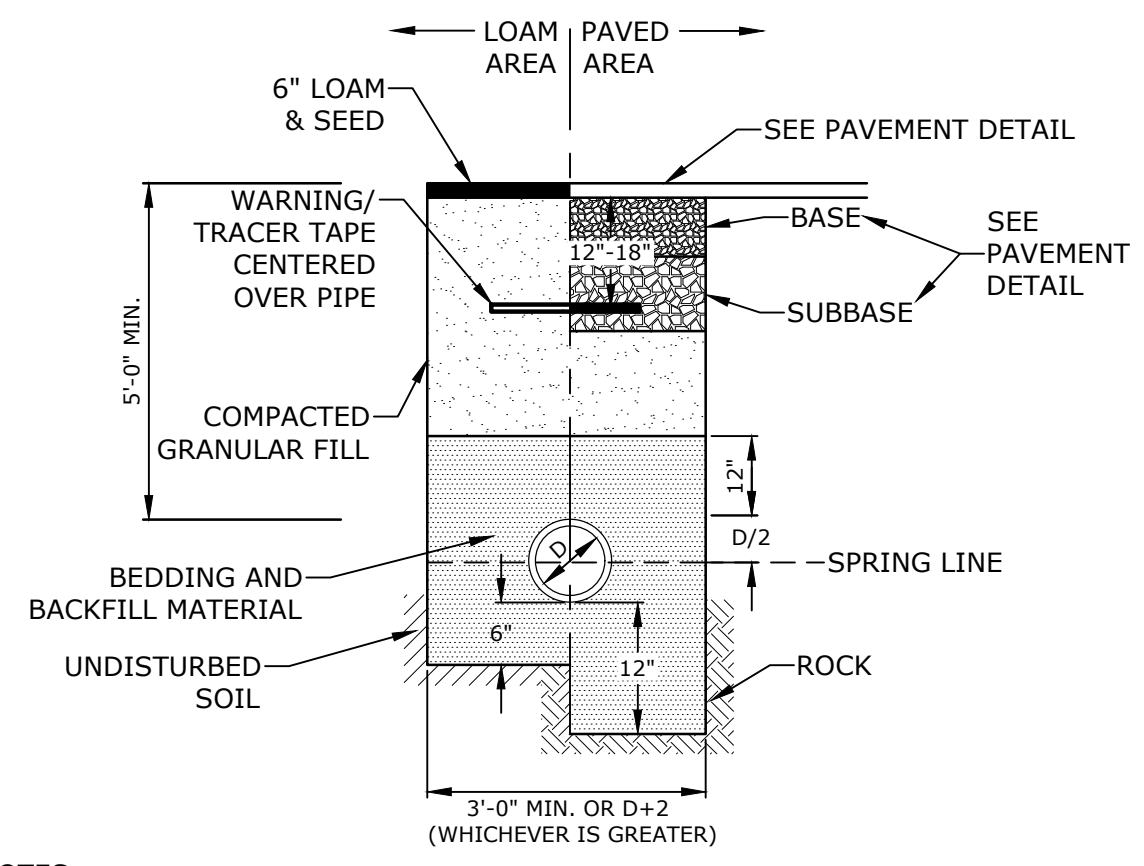 LOAM PAVED
AREA AREA
6" LOAM
& SEED
SEE PAVEMENT DETAIL
WARNING/
TRACER TAPE
CENTERED
OVER PIPE
12"-18"
BASE
SUBBASE
SEE
PAVEMENT
DETAIL
5'-0" MIN.
COMPACTED
GRANULAR FILL
12"
D/2
D
SPRING LINE
BEDDING AND
BACKFILL MATERIAL
6"
12"
UNDISTURBED
SOIL
ROCK
3'-0" MIN. OR D+2
(WHICHEVER IS GREATER)